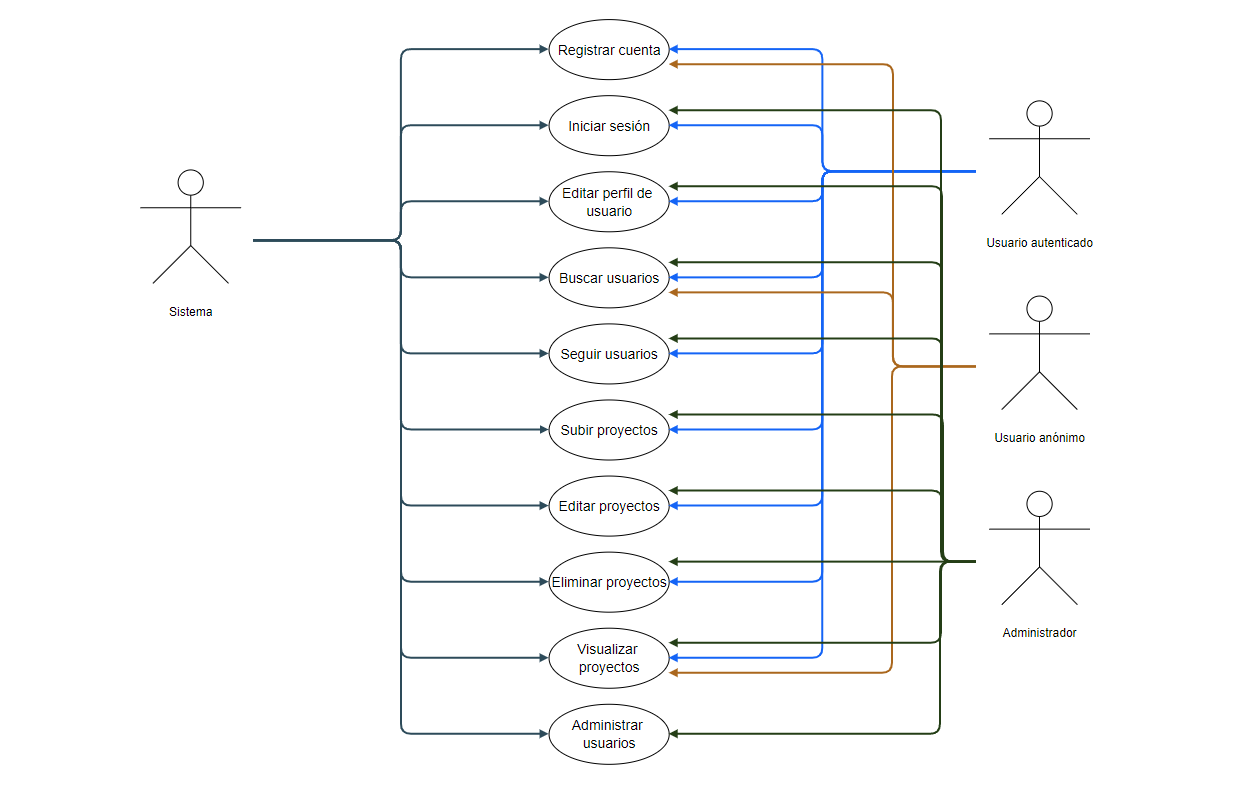 Registrar cuenta
Iniciar sesión
Editar perfil de
usuario
Buscar usuarios
Seguir usuarios
Subir proyectos
Editar proyectos
Eliminar proyectos
Visualizar
proyectos
Administrar
usuarios
Sistema
Usuario autenticado
Usuario anónimo
Administrador